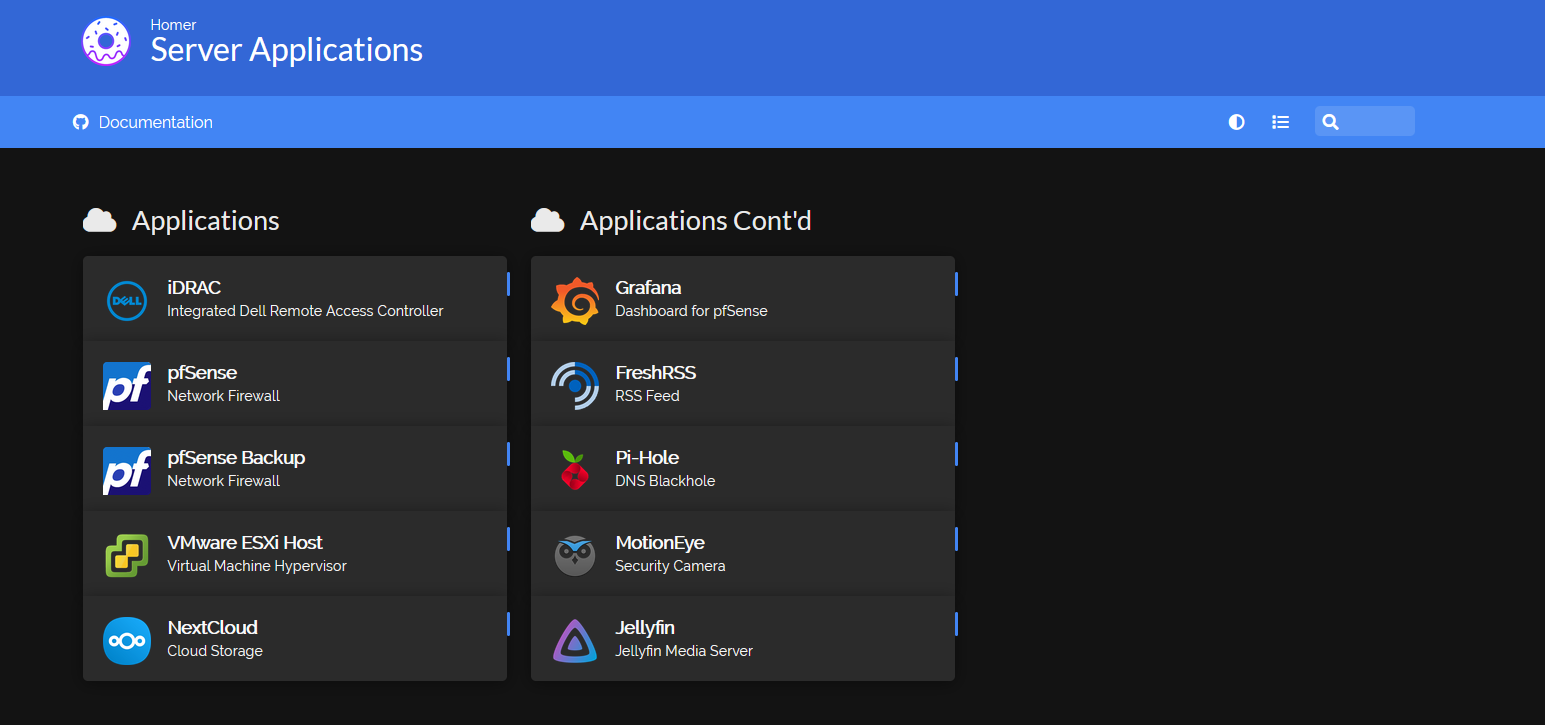 Homer
Server Applications
Documentation
Applications
DELL
iDRAC
Integrated Dell Remote Access Controller
pf
pfSense
Network Firewall
pf
pfSense Backup
Network Firewall
VMware ESXi Host
Virtual Machine Hypervisor
NextCloud
Cloud Storage
Applications Cont'd
Grafana
Dashboard for pfSense
FreshRSS
RSS Feed
Pi-Hole
DNS Blackhole
MotionEye
Security Camera
Jellyfin
Jellyfin Media Server